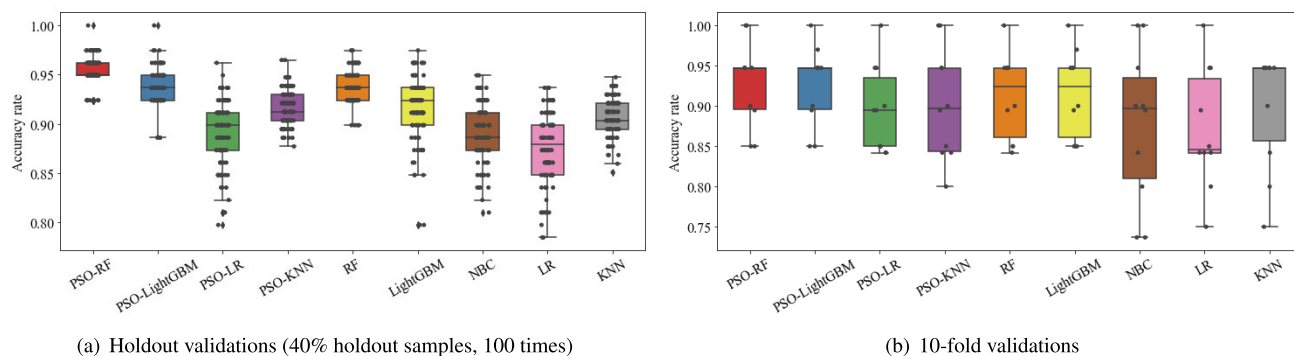 Accuracy rate
1.00
0.95
0.90
0.85
0.80
PSO-RF
PSO-LightGBM
PSO-LR
PSO-KNN
RF
LightGBM
NBC
LR
KNN
(a) Holdout validations (40% holdout samples, 100 times)
Accuracy rate
1.00
0.95
0.90
0.85
0.80
0.75
PSO-RF
PSO-LightGBM
PSO-LR
PSO-KNN
RF
LightGBM
NBC
LR
KNN
(b) 10-fold validations